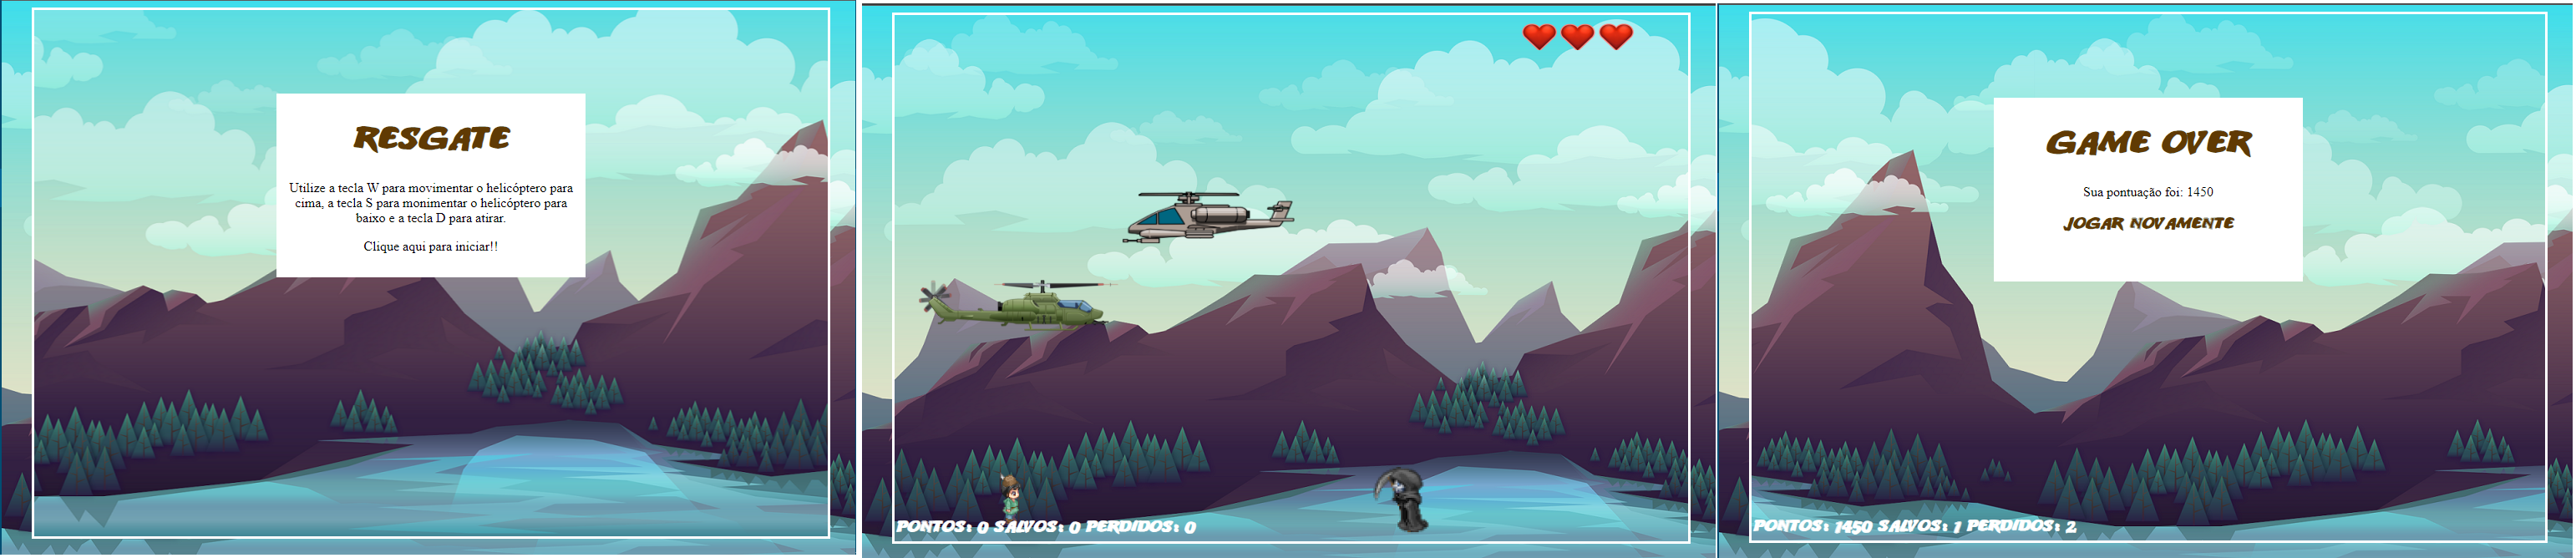 RESGATE
Utilize a tecla W para movimentar o helicóptero para
cima, a tecla S para monimentar o helicóptero para
baixo e a tecla D para atirar.
Clique aqui para iniciar!!
PONTOS: 0 SALVOS: 0 PERDIDOS: 0
GAME OVER
Sua pontuação foi: 1450
JOGAR NOVAMENTE
PONTOS: 1450 SALVOS: 1 PERDIDOS: 2